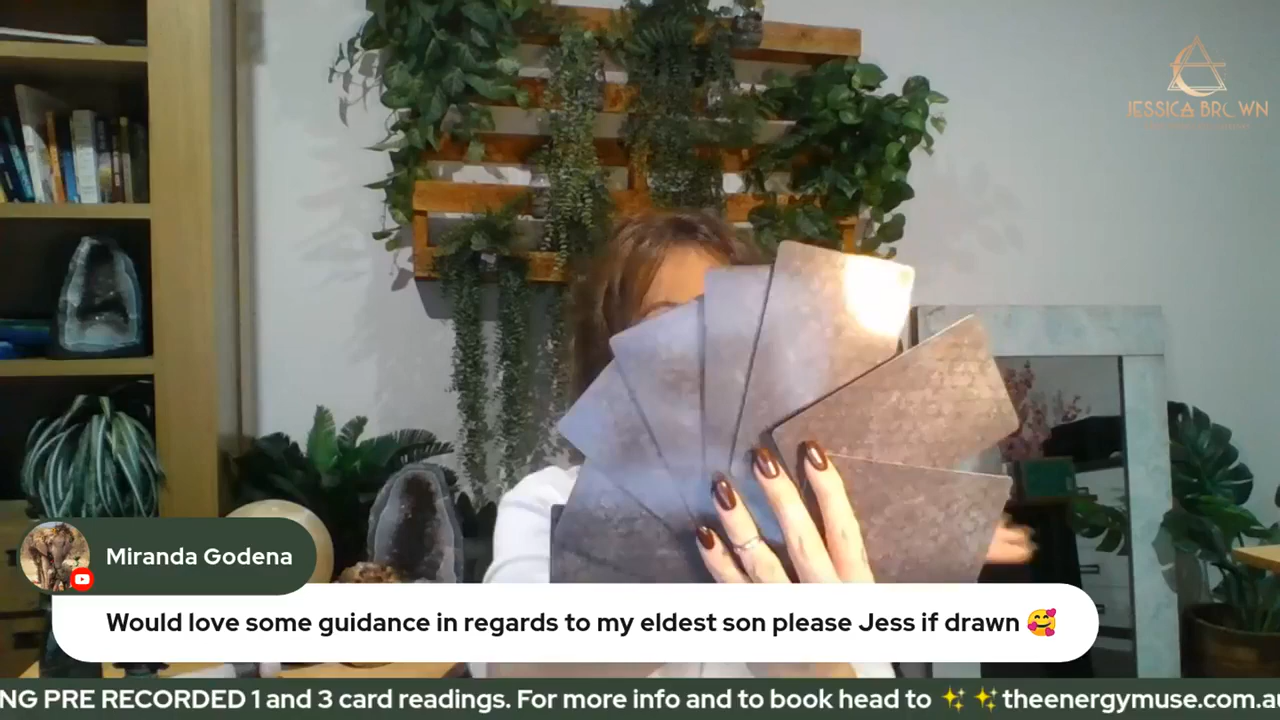 JESSICA BROWN
Miranda Godena
Would love some guidance in regards to my eldest son please Jess if drawn 🥰
NG PRE RECORDED 1 and 3 card readings. For more info and to book head to ✨ ✨ theenergymuse.com.au